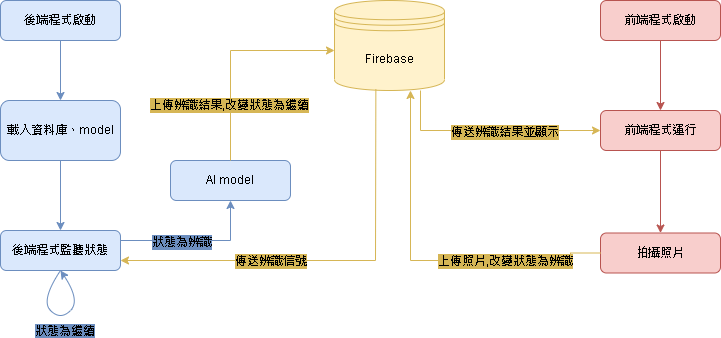 後端程式啟動
前端程式啟動
Firebase
上傳辨識結果,改變狀態為繼續
載入資料庫、model
傳送辨識結果並顯示
前端程式運行
AI model
狀態為辨識
後端程式監聽狀態
傳送辨識信號
上傳照片,改變狀態為辨識
拍攝照片
狀態為繼續